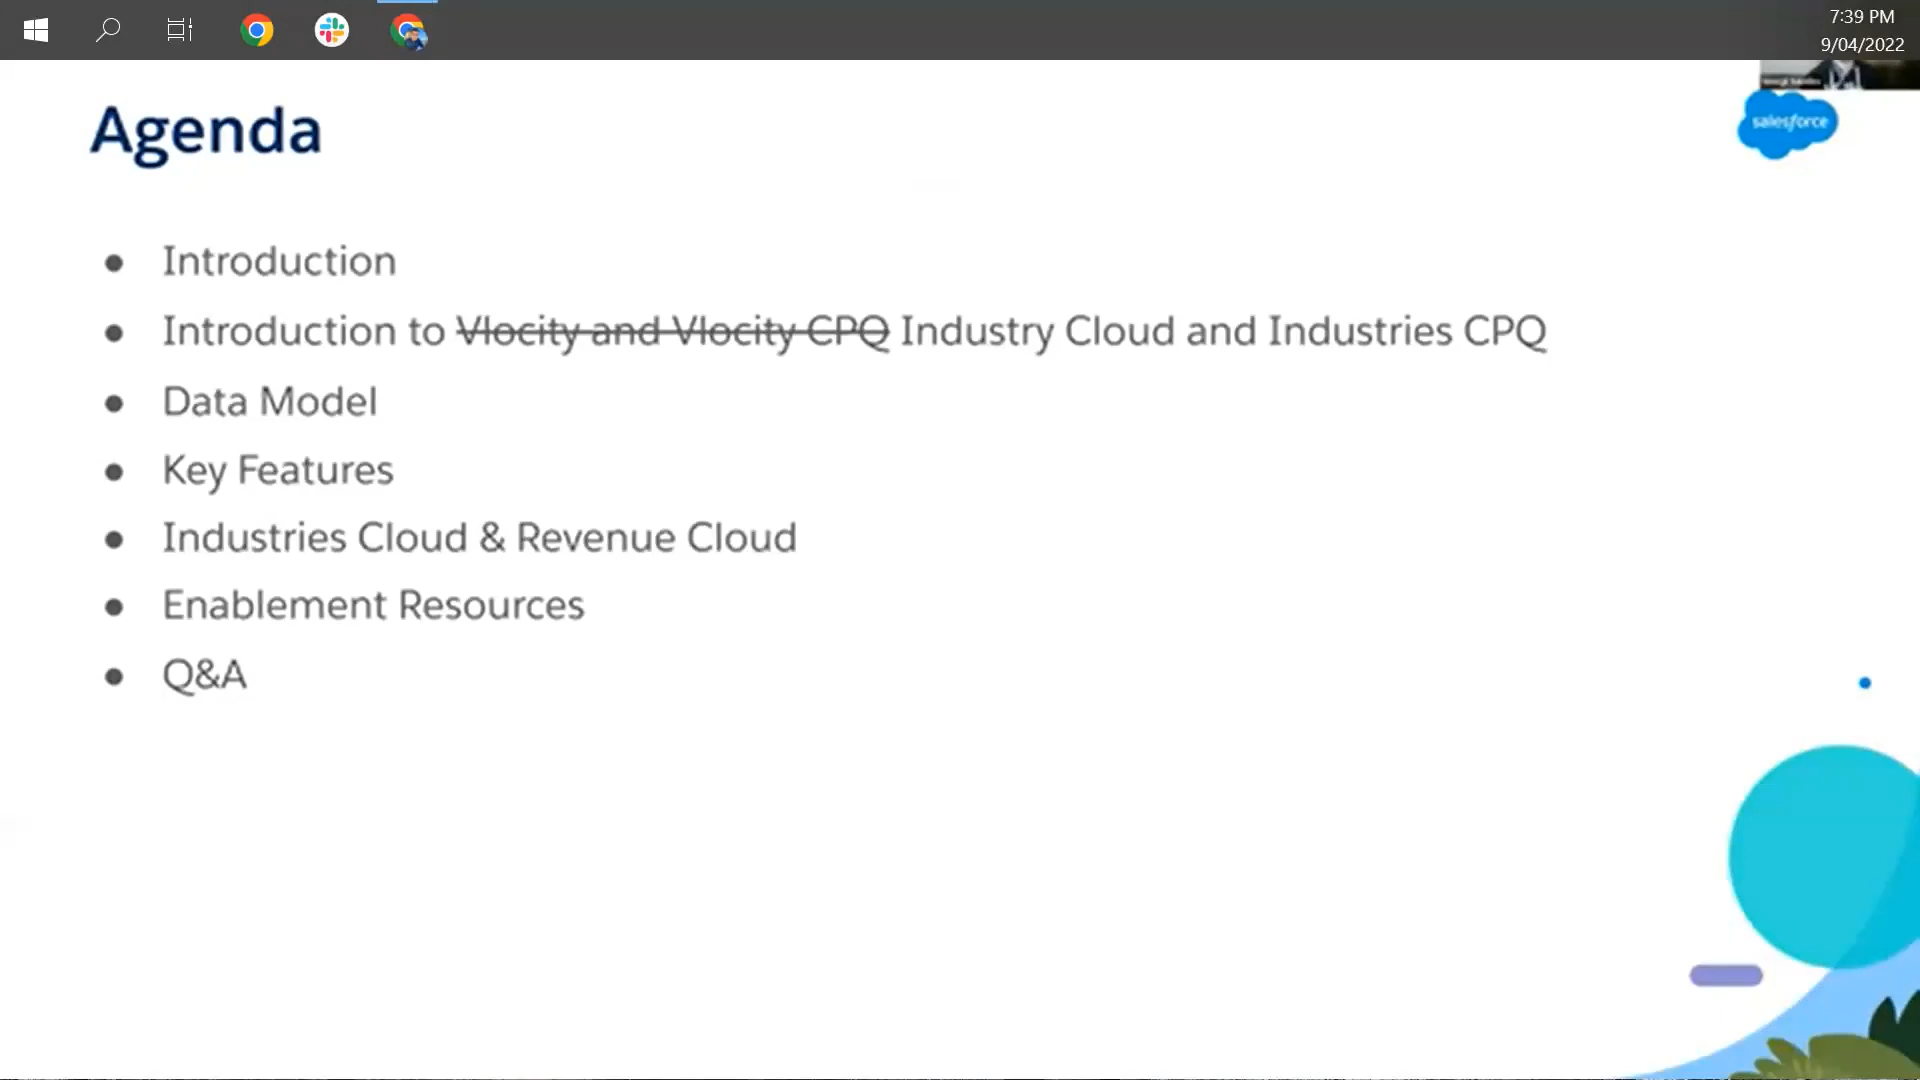 7:39 PM
9/04/2022
Agenda
salesforce
Introduction
Introduction to Vlocity and Vlocity CPQ Industry Cloud and Industries CPQ
Data Model
Key Features
Industries Cloud & Revenue Cloud
Enablement Resources
Q&A